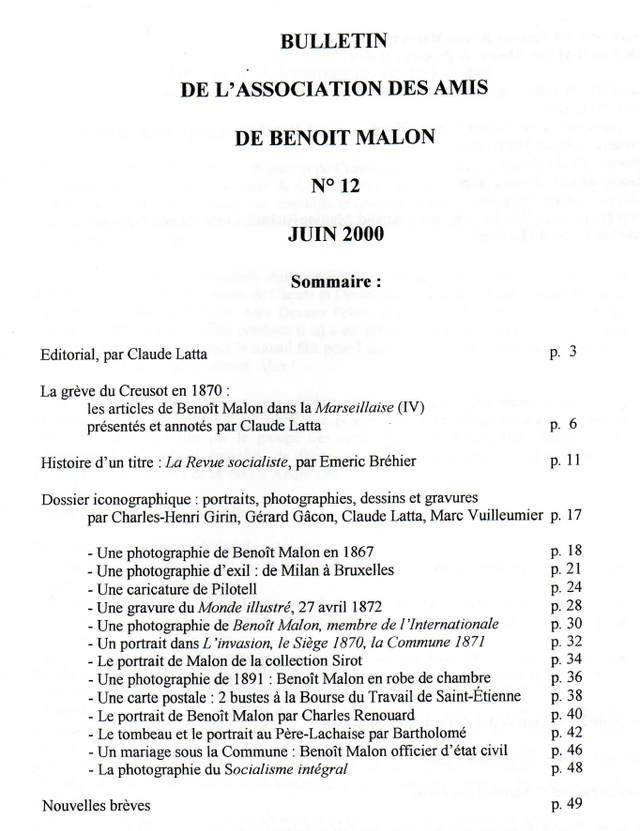 BULLETIN
DE L'ASSOCIATION DES AMIS
DE BENOIT MALON
N° 12
JUIN 2000
Sommaire :
Editorial, par Claude Latta p. 3
La grève du Creusot en 1870 :
les articles de Benoît Malon dans la Marseillaise (IV)
présentés et annotés par Claude Latta p. 6
Histoire d'un titre : La Revue socialiste, par Emeric Bréhier p. 11
Dossier iconographique : portraits, photographies, dessins et gravures
par Charles-Henri Girin, Gérard Gâcon, Claude Latta, Marc Vuilleumier p. 17
- Une photographie de Benoît Malon en 1867 p. 18
- Une photographie d'exil : de Milan à Bruxelles p. 21
- Une caricature de Pilotell p. 24
- Une gravure du Monde illustré, 27 avril 1872 p. 28
- Une photographie de Benoît Malon, membre de l'Internationale p. 30
- Un portrait dans L'invasion, le Siège 1870, la Commune 1871 p. 32
- Le portrait de Malon de la collection Sirot p. 34
- Une photographie de 1891 : Benoît Malon en robe de chambre p. 36
- Une carte postale : 2 bustes à la Bourse du Travail de Saint-Étienne p. 38
- Le portrait de Benoît Malon par Charles Renouard p. 40
- Le tombeau et le portrait au Père-Lachaise par Bartholomé p. 42
- Un mariage sous la Commune : Benoît Malon officier d'état civil p. 46
- La photographie du Socialisme intégral p. 48
Nouvelles brèves p. 49